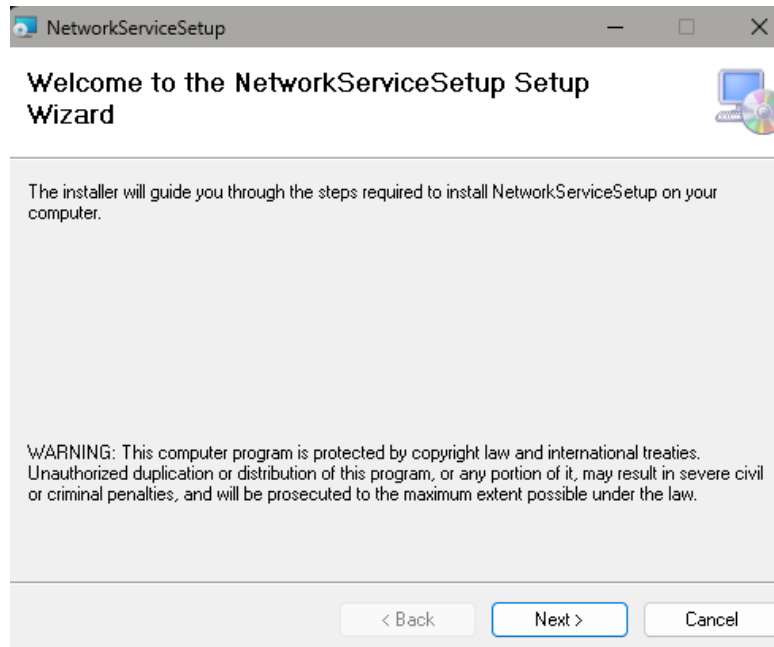 NetworkServiceSetup
Welcome to the NetworkServiceSetup Setup
Wizard
The installer will guide you through the steps required to install NetworkServiceSetup on your
computer.
WARNING: This computer program is protected by copyright law and international treaties.
Unauthorized duplication or distribution of this program, or any portion of it, may result in severe civil
or criminal penalties, and will be prosecuted to the maximum extent possible under the law.
< Back Next > Cancel